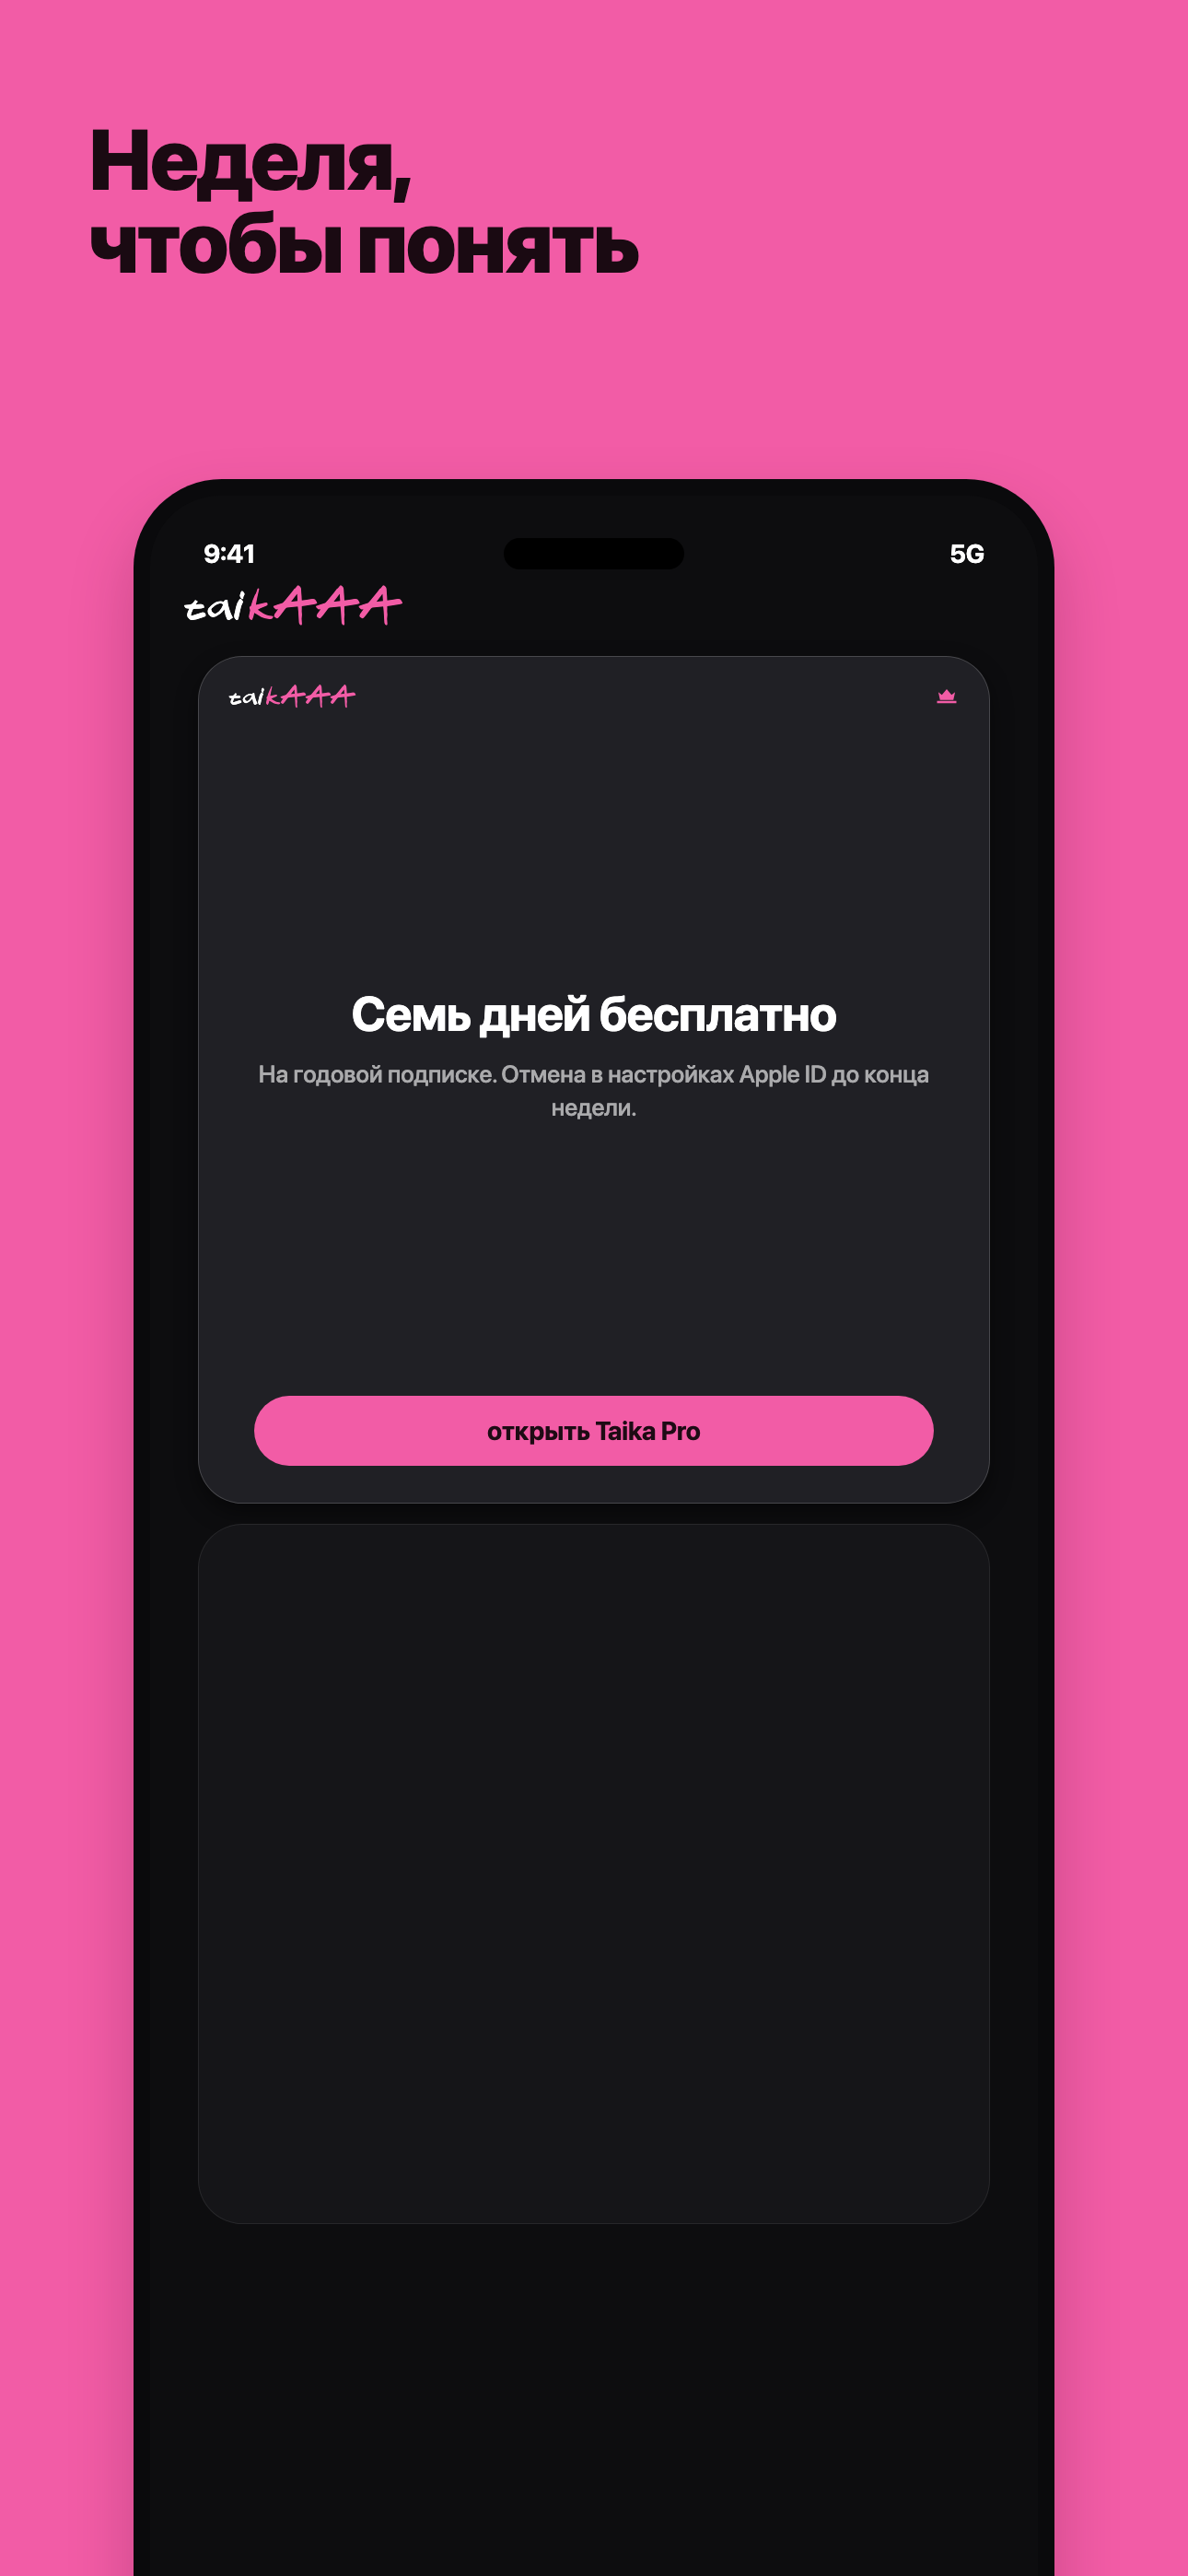 Неделя,
чтобы понять
9:41
5G
taikAAA
taikAAA
Семь дней бесплатно
На годовой подписке. Отмена в настройках Apple ID до конца
недели.
открыть Taika Pro